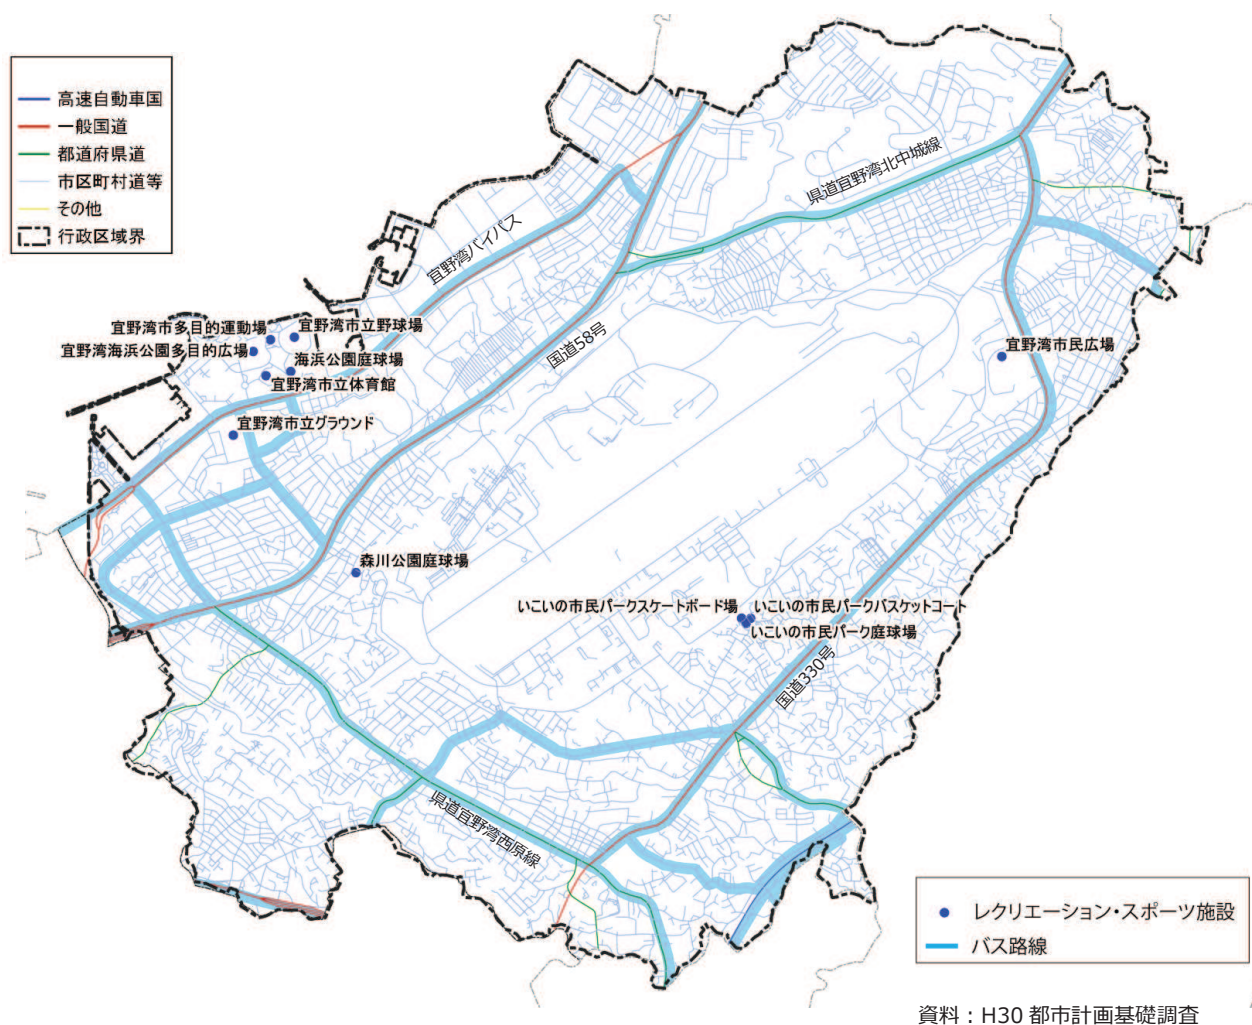 高速自動車国
一般国道
都道府県道
市区町村道等
その他
行政区域界
県道宜野湾北中城線
宜野湾バイパス
国道58号
宜野湾市多目的運動場
宜野湾市立野球場
宜野湾海浜公園多目的広場
海浜公園庭球場
宜野湾市立体育館
宜野湾市民広場
宜野湾市立グラウンド
森川公園庭球場
いこいの市民パークスケートボード場
いこいの市民パークバスケットコート
いこいの市民パーク庭球場
国道330号
県道宜野湾西原線
レクリエーション・スポーツ施設
バス路線
資料：H30 都市計画基礎調査